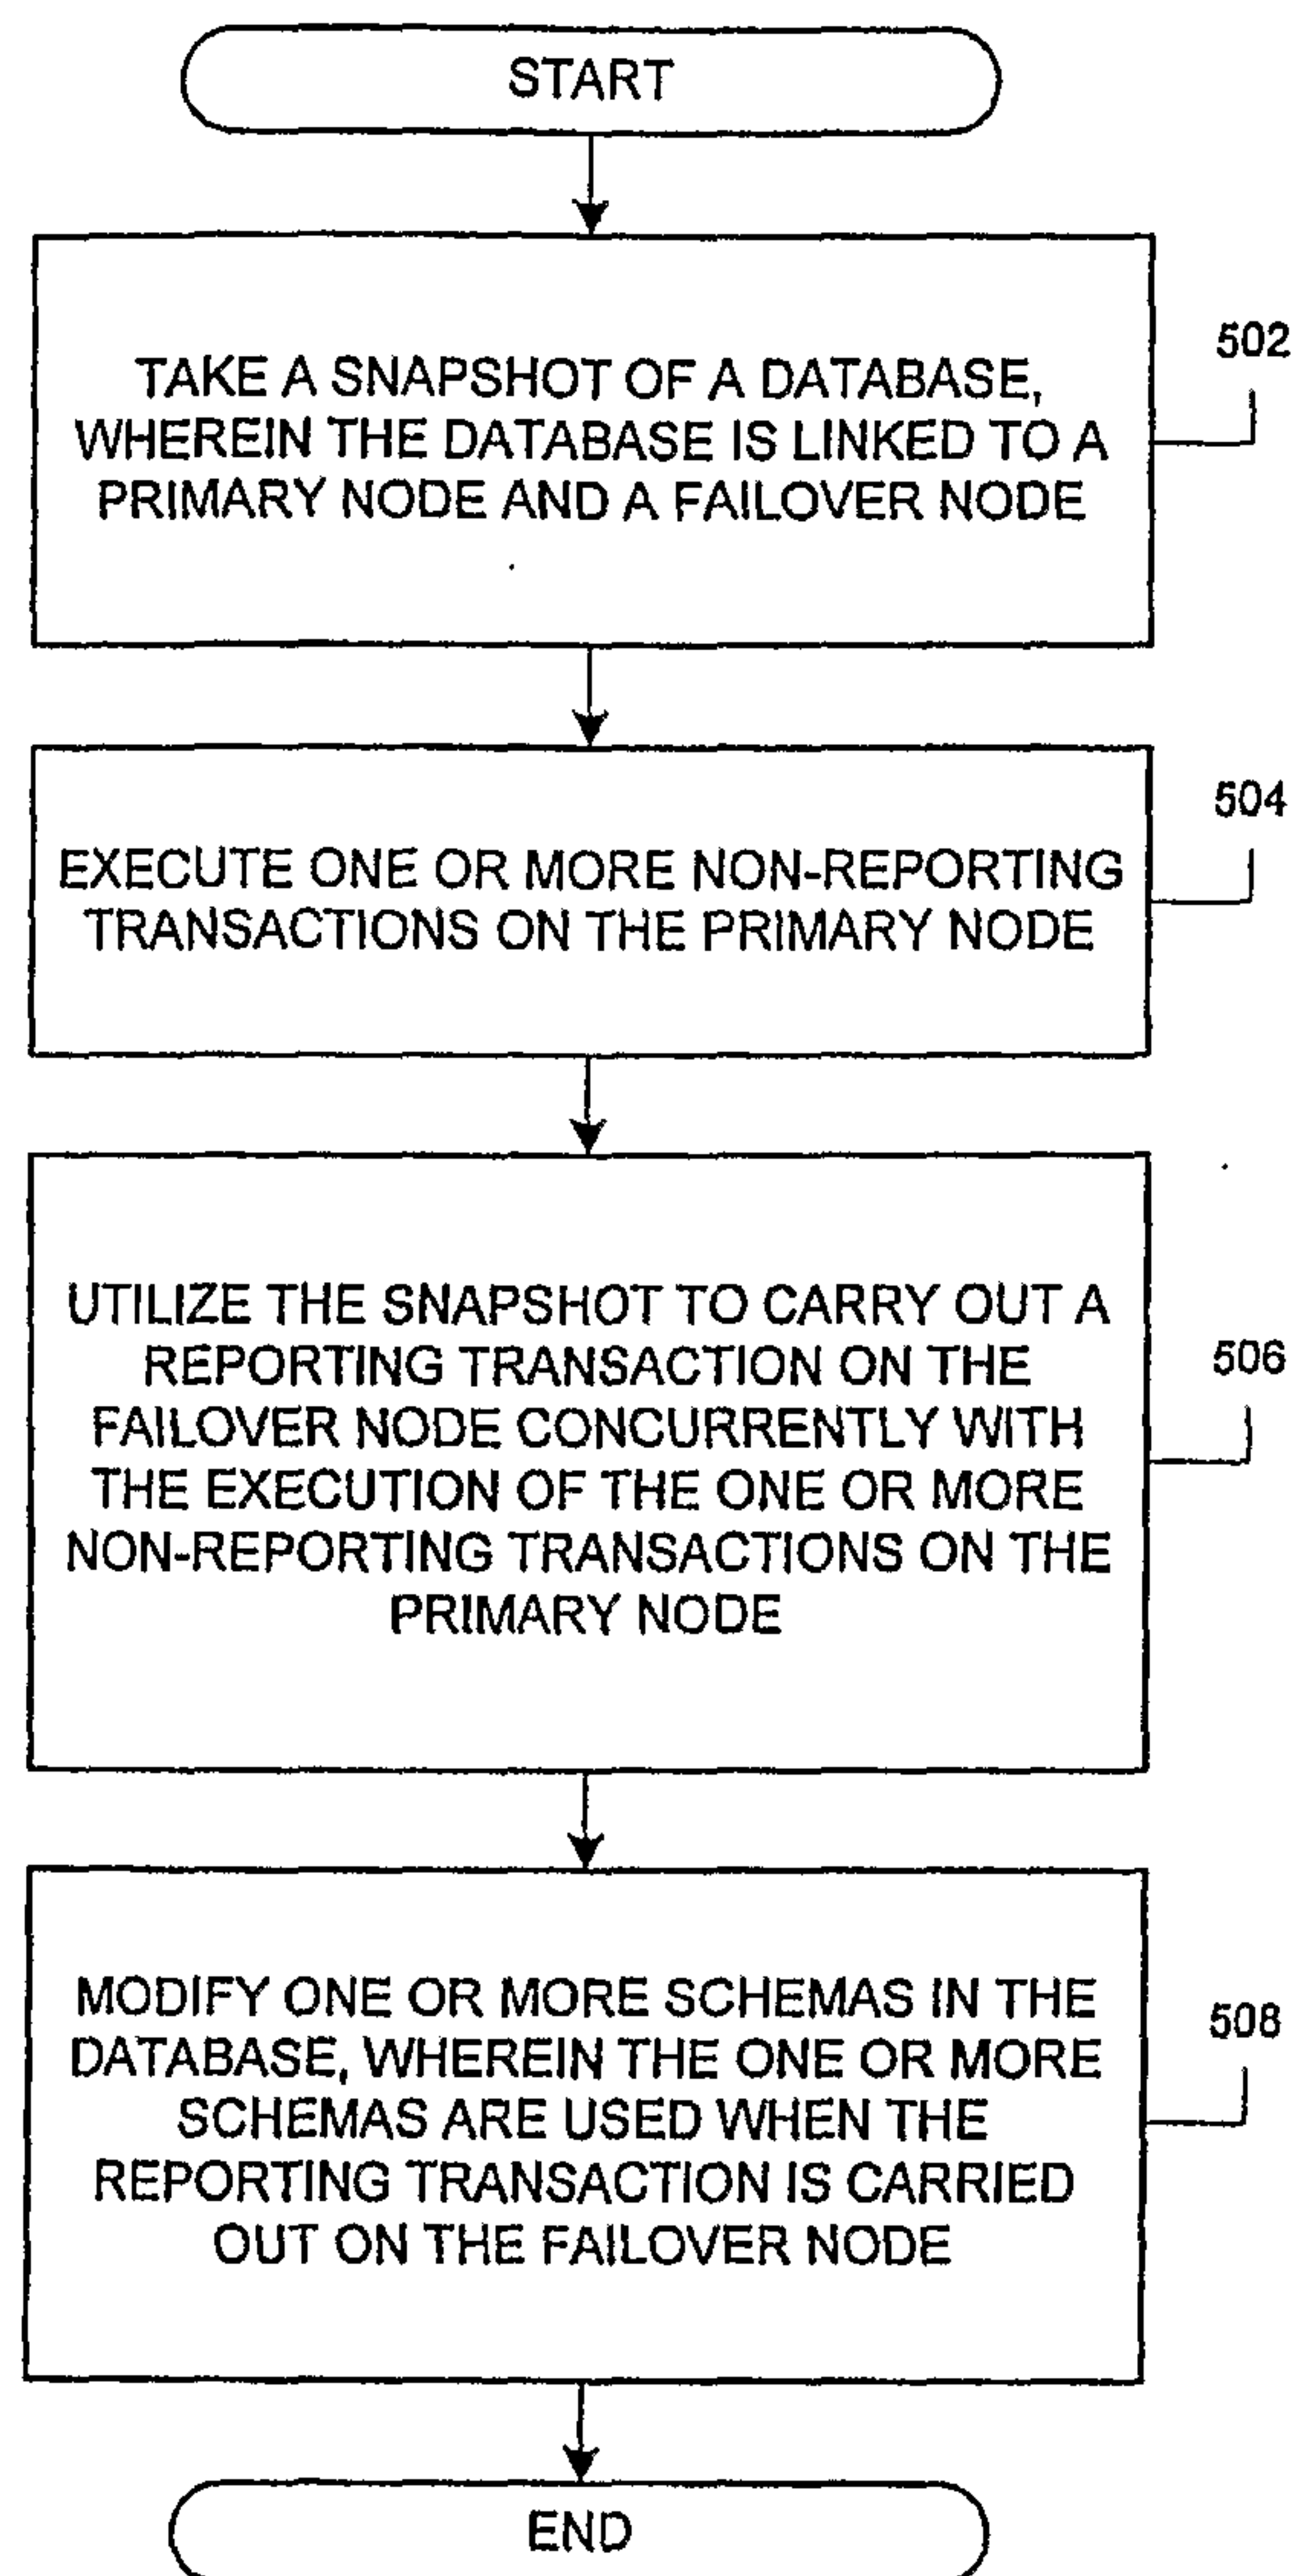 START
TAKE A SNAPSHOT OF A DATABASE,
WHEREIN THE DATABASE IS LINKED TO A
PRIMARY NODE AND A FAILOVER NODE
502
EXECUTE ONE OR MORE NON-REPORTING
TRANSACTIONS ON THE PRIMARY NODE
504
UTILIZE THE SNAPSHOT TO CARRY OUT A
REPORTING TRANSACTION ON THE
FAILOVER NODE CONCURRENTLY WITH
THE EXECUTION OF THE ONE OR MORE
NON-REPORTING TRANSACTIONS ON THE
PRIMARY NODE
506
MODIFY ONE OR MORE SCHEMAS IN THE
DATABASE, WHEREIN THE ONE OR MORE
SCHEMAS ARE USED WHEN THE
REPORTING TRANSACTION IS CARRIED
OUT ON THE FAILOVER NODE
508
END